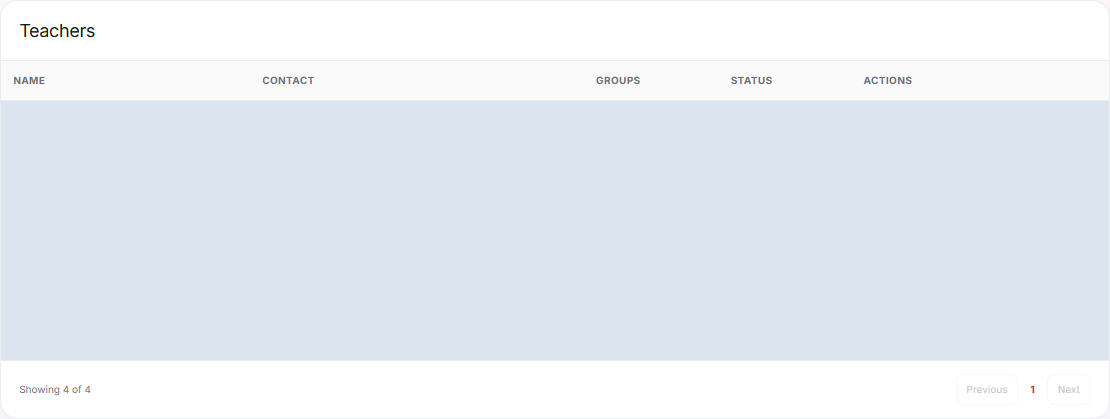 Teachers
NAME CONTACT GROUPS STATUS ACTIONS
Showing 4 of 4 Previous 1 Next